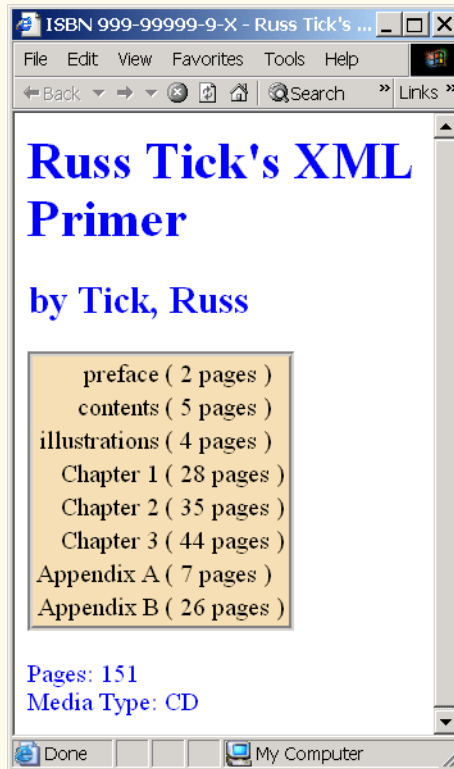 ISBN 999-99999-9-X - Russ Tick's ...
File Edit View Favorites Tools Help
Back Search » Links »
Russ Tick's XML
Primer
by Tick, Russ
preface ( 2 pages )
contents ( 5 pages )
illustrations ( 4 pages )
Chapter 1 ( 28 pages )
Chapter 2 ( 35 pages )
Chapter 3 ( 44 pages )
Appendix A ( 7 pages )
Appendix B ( 26 pages )
Pages: 151
Media Type: CD
Done My Computer